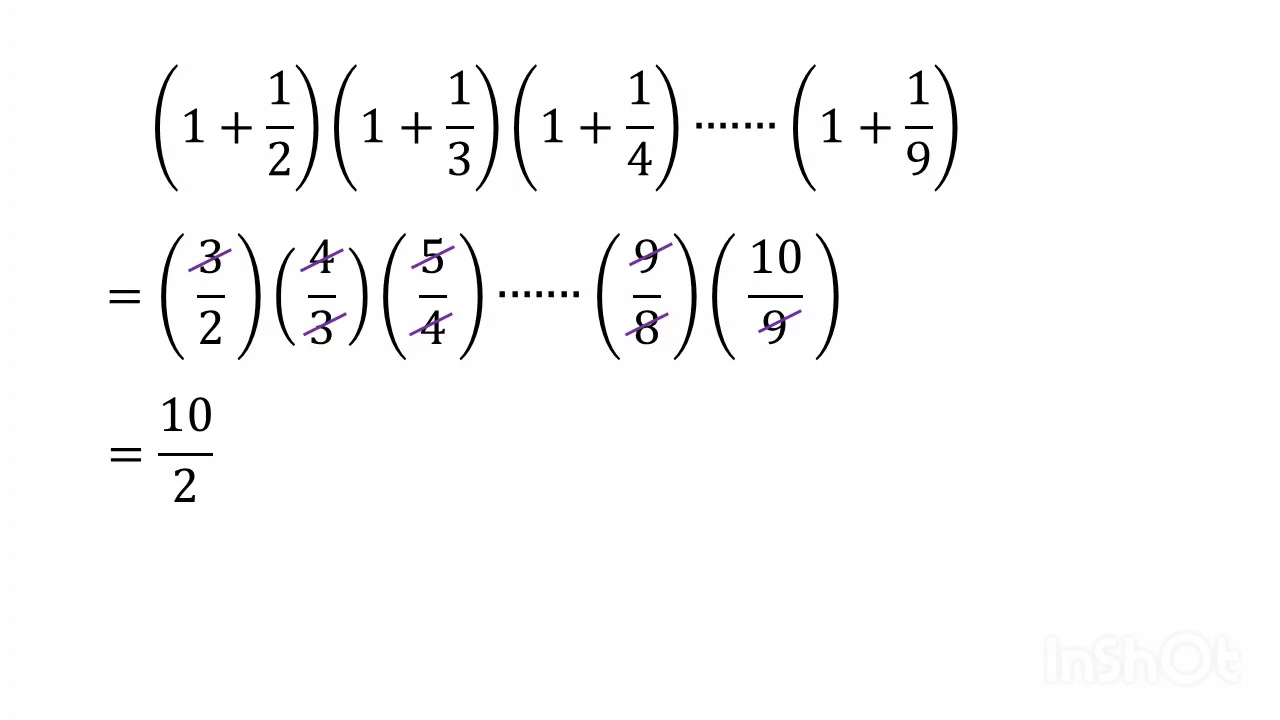 (1 + 1/2)(1 + 1/3)(1 + 1/4) ······· (1 + 1/9)
= (3/2)(4/3)(5/4) ······· (9/8)(10/9)
= 10/2
InShOt